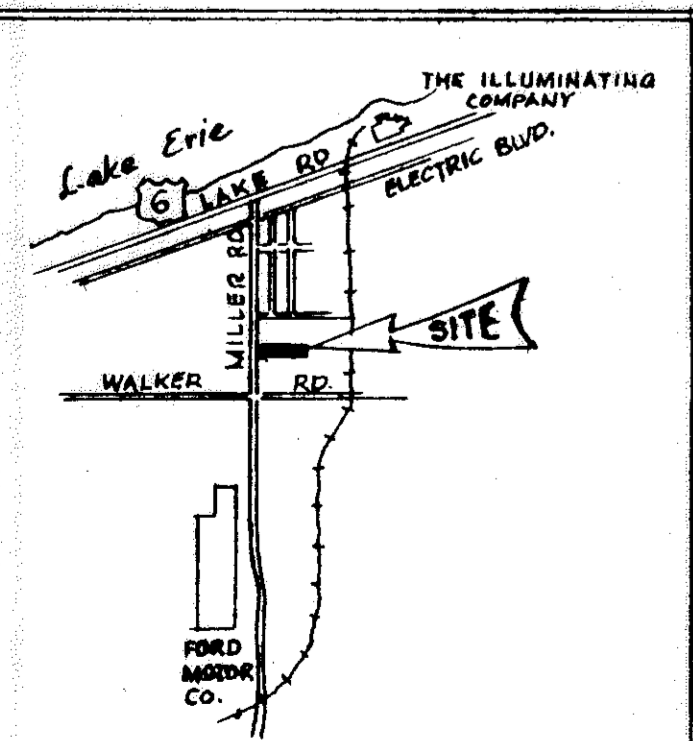 THE ILLUMINATING
COMPANY
Lake Erie
6
LAKE RD
ELECTRIC BLVD.
MILLER RD
SITE
WALKER RD.
FORD
MOTOR
CO.